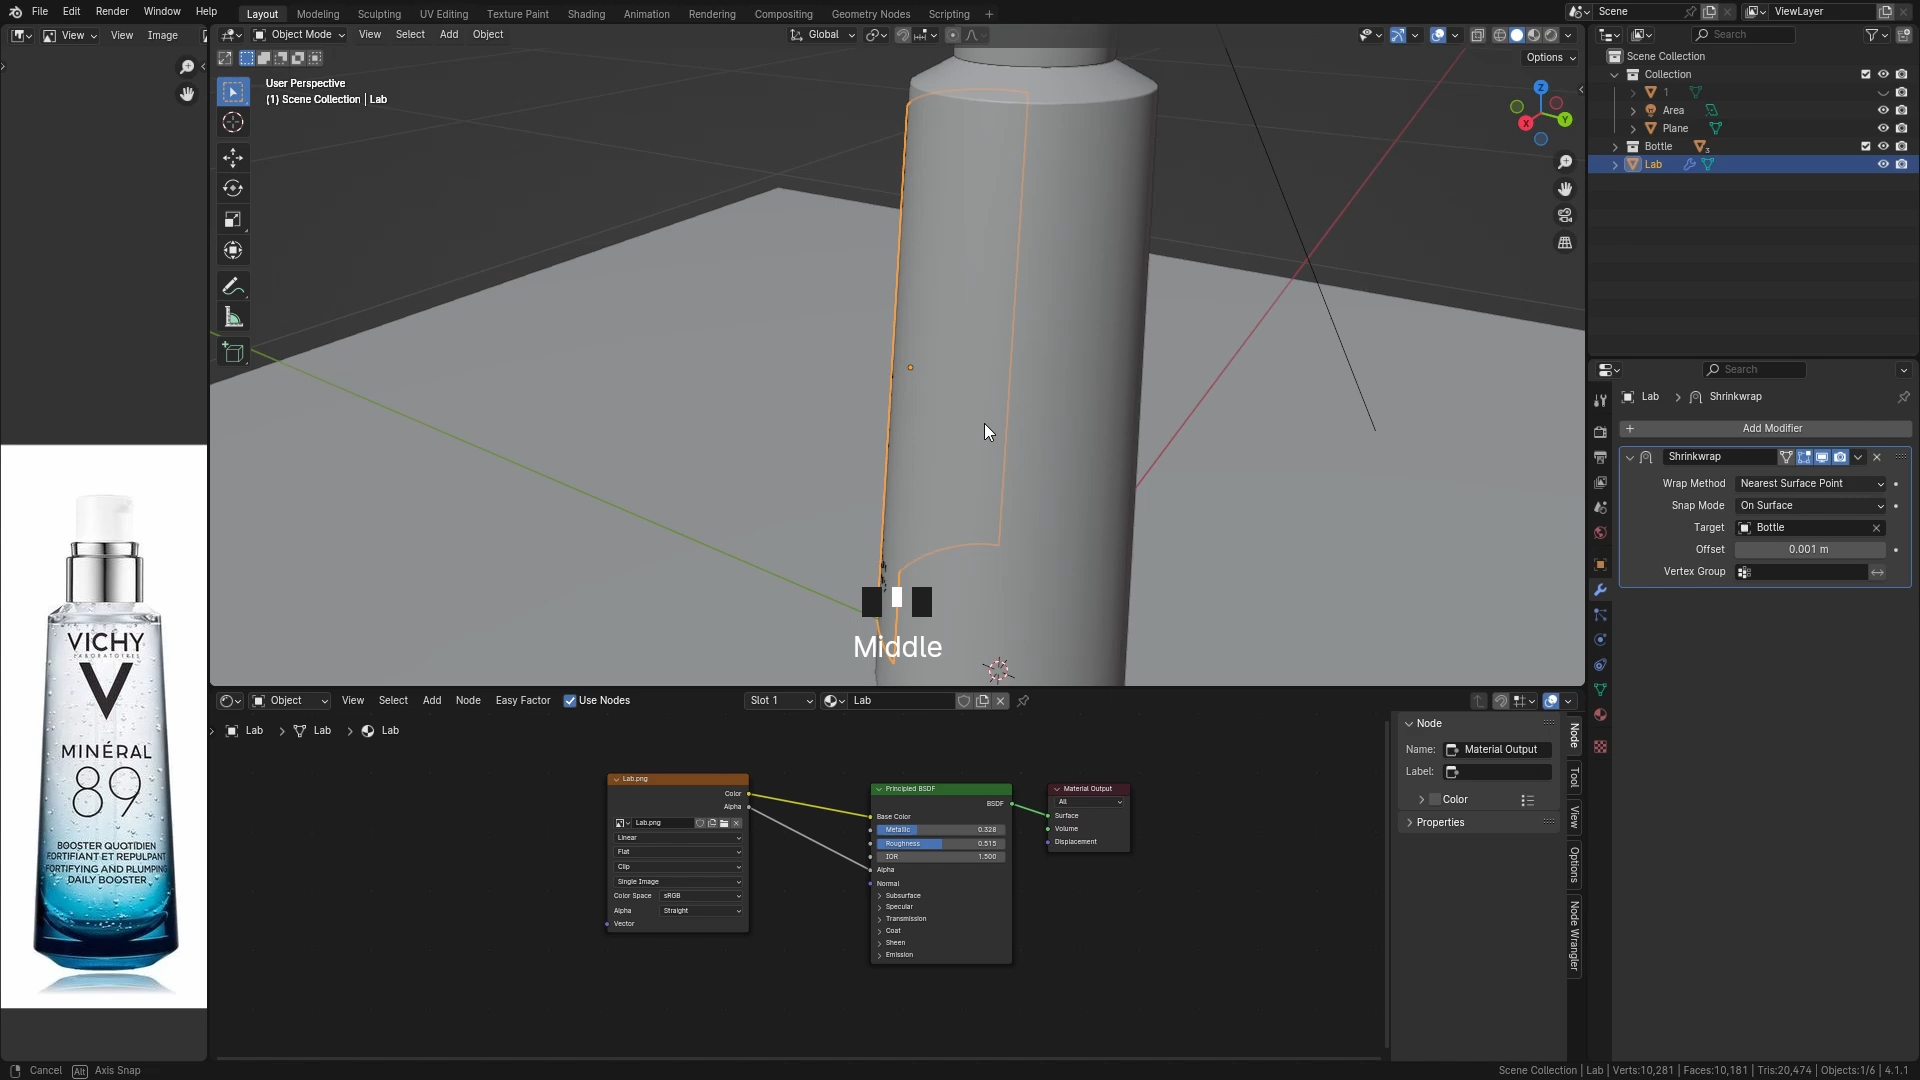 File Edit Render Window Help
Layout Modeling Sculpting UV Editing Texture Paint Shading Animation Rendering Compositing Geometry Nodes Scripting
Scene
ViewLayer
View View Image
Object Mode View Select Add Object
Global
Options
User Perspective
(1) Scene Collection | Lab
Z
X
Y
Middle
Search
Scene Collection
Collection
1
Area
Plane
Bottle
3
Lab
Search
Lab Shrinkwrap
Add Modifier
Shrinkwrap
Wrap Method Nearest Surface Point
Snap Mode On Surface
Target Bottle
Offset 0.001 m
Vertex Group
VICHY
LABORATOIRES
V
MINÉRAL
89
BOOSTER QUOTIDIEN
FORTIFIANT ET REPULPANT
FORTIFYING AND PLUMPING
DAILY BOOSTER
Object View Select Add Node Easy Factor Use Nodes Slot 1 Lab
Lab Lab Lab
Lab.png
Color
Alpha
Lab.png
Linear
Flat
Clip
Single Image
Color Space sRGB
Alpha Straight
Vector
Principled BSDF
BSDF
Base Color
Metallic 0.328
Roughness 0.515
IOR 1.500
Alpha
Normal
Subsurface
Specular
Transmission
Coat
Sheen
Emission
Material Output
All
Surface
Volume
Displacement
Node
Name: Material Output
Label:
Color
Properties
Node
Tool
View
Options
Node Wrangler
Cancel Alt Axis Snap
Scene Collection | Lab | Verts:10,281 | Faces:10,181 | Tris:20,474 | Objects:1/6 | 4.1.1